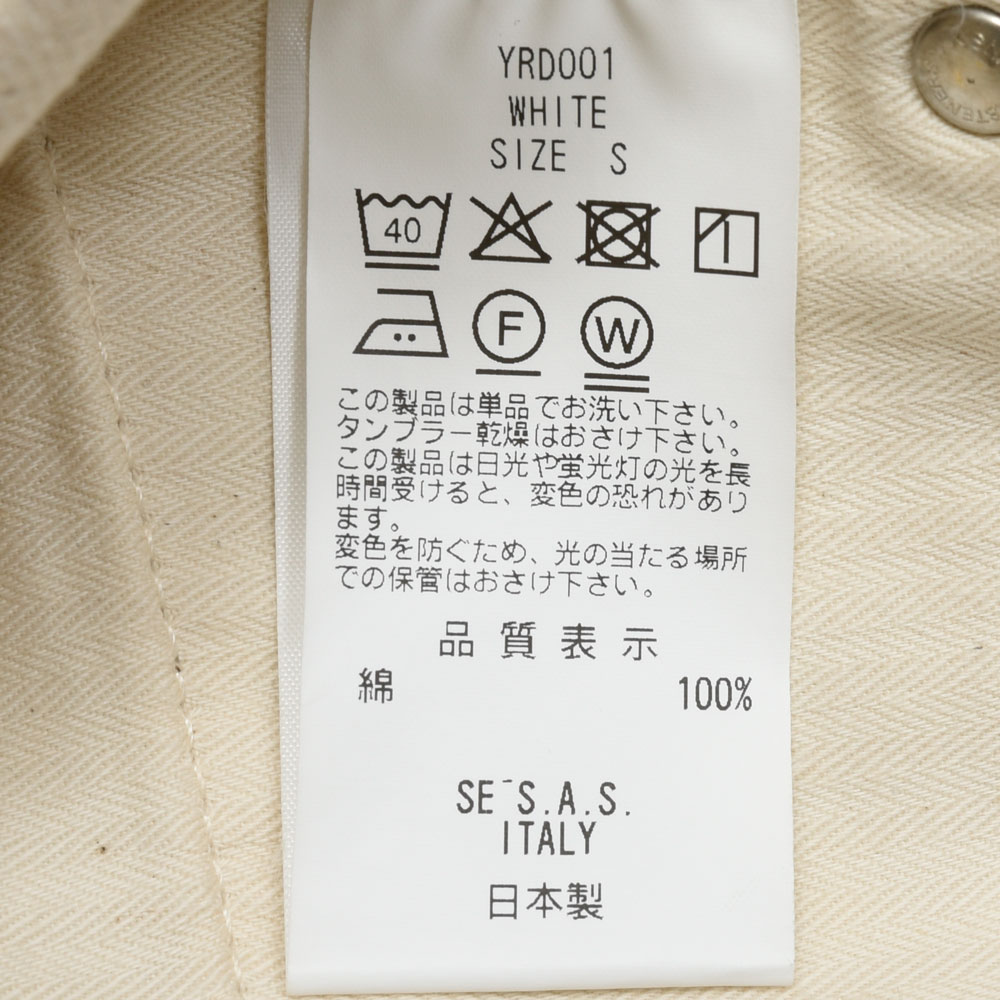 YRD001
WHITE
SIZE S
40
F
W
この製品は単品でお洗い下さい。
タンブラー乾燥はおさけ下さい。
この製品は日光や蛍光灯の光を長
時間受けると、変色の恐れがあり
ます。
変色を防ぐため、光の当たる場所
での保管はおさけ下さい。
品質表示
綿 100%
SE¯S.A.S.
ITALY
日本製